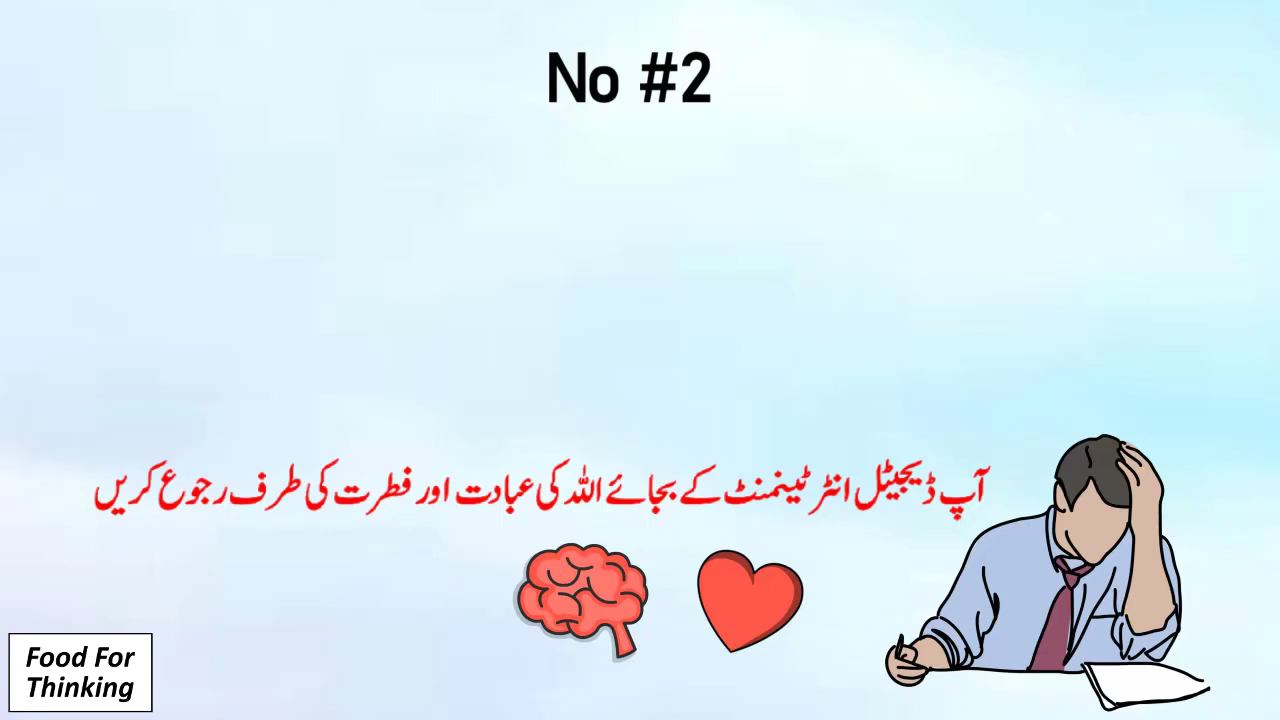 No #2
آپ ڈیجیٹل انٹرٹینمنٹ کے بجائے اللہ کی عبادت اور فطرت کی طرف رجوع کریں
Food For
Thinking